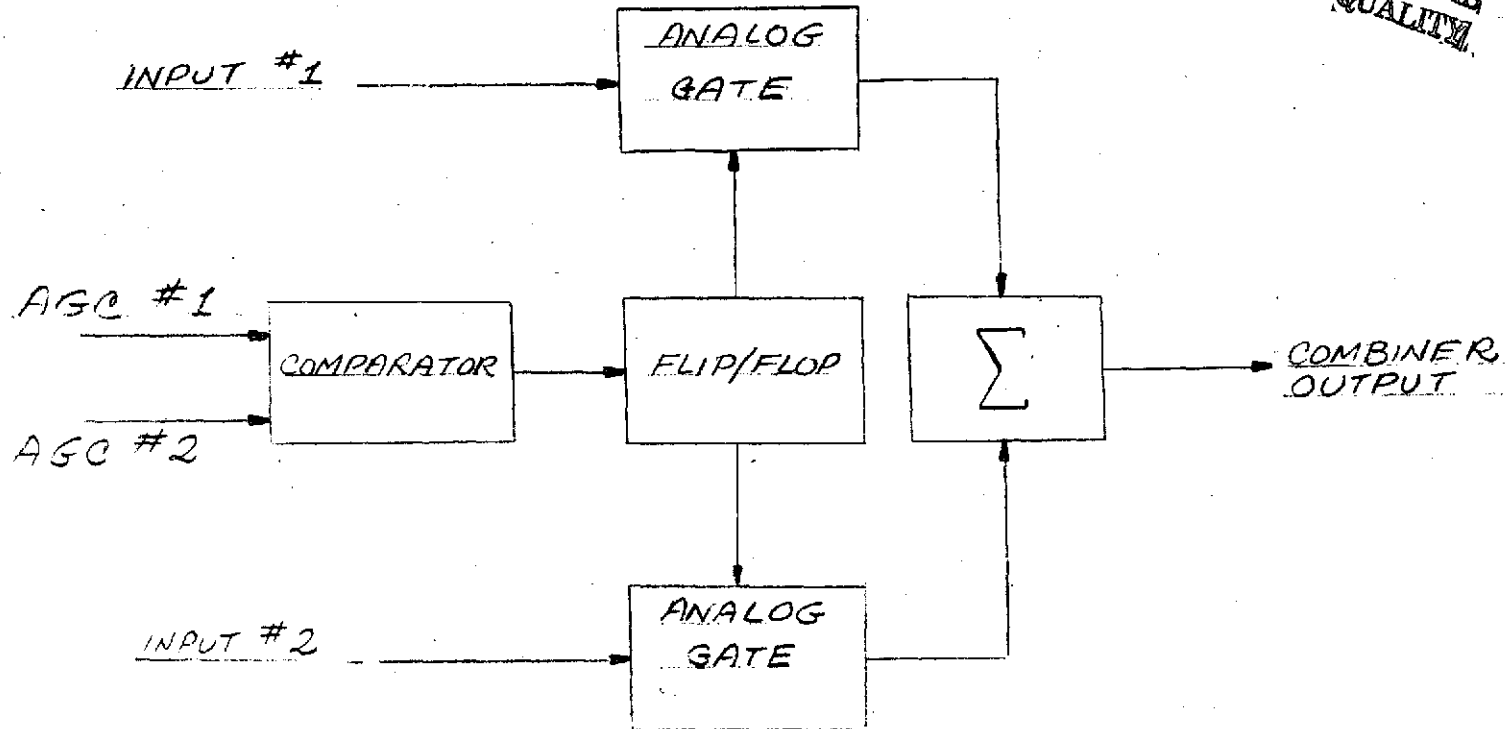 QUALITY
INPUT #1
ANALOG
GATE
AGC #1
AGC #2
COMPARATOR
FLIP/FLOP
Σ
COMBINER
OUTPUT
INPUT #2
ANALOG
GATE